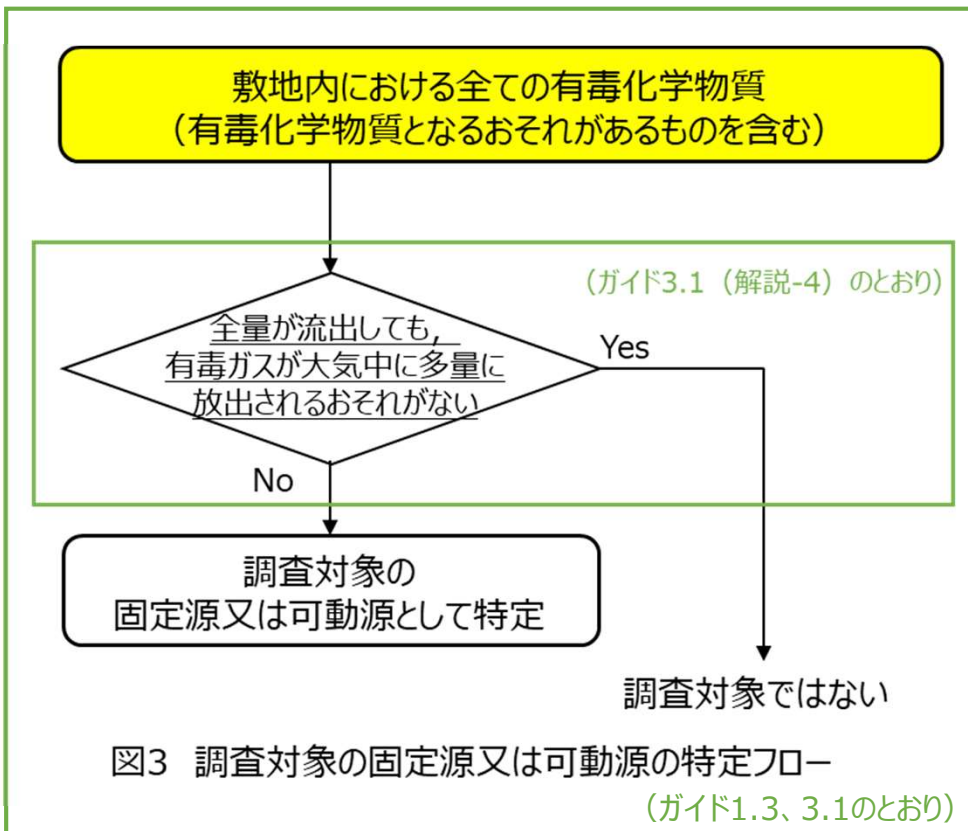 敷地内における全ての有毒化学物質
（有毒化学物質となるおそれがあるものを含む）
（ガイド3.1（解説-4）のとおり）
全量が流出しても，
有毒ガスが大気中に多量に
放出されるおそれがない
Yes
No
調査対象の
固定源又は可動源として特定
調査対象ではない
図3 調査対象の固定源又は可動源の特定フロー
（ガイド1.3、3.1のとおり）